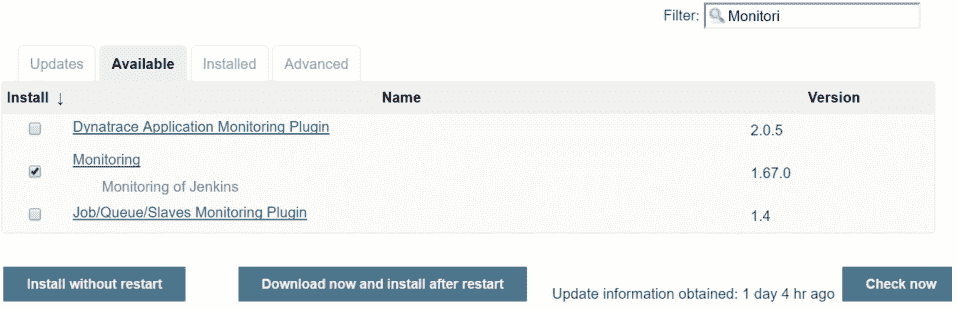 Filter: Monitori
Updates Available Installed Advanced
Install ↓ Name Version
Dynatrace Application Monitoring Plugin 2.0.5
Monitoring 1.67.0
Monitoring of Jenkins
Job/Queue/Slaves Monitoring Plugin 1.4
Install without restart Download now and install after restart Update information obtained: 1 day 4 hr ago Check now